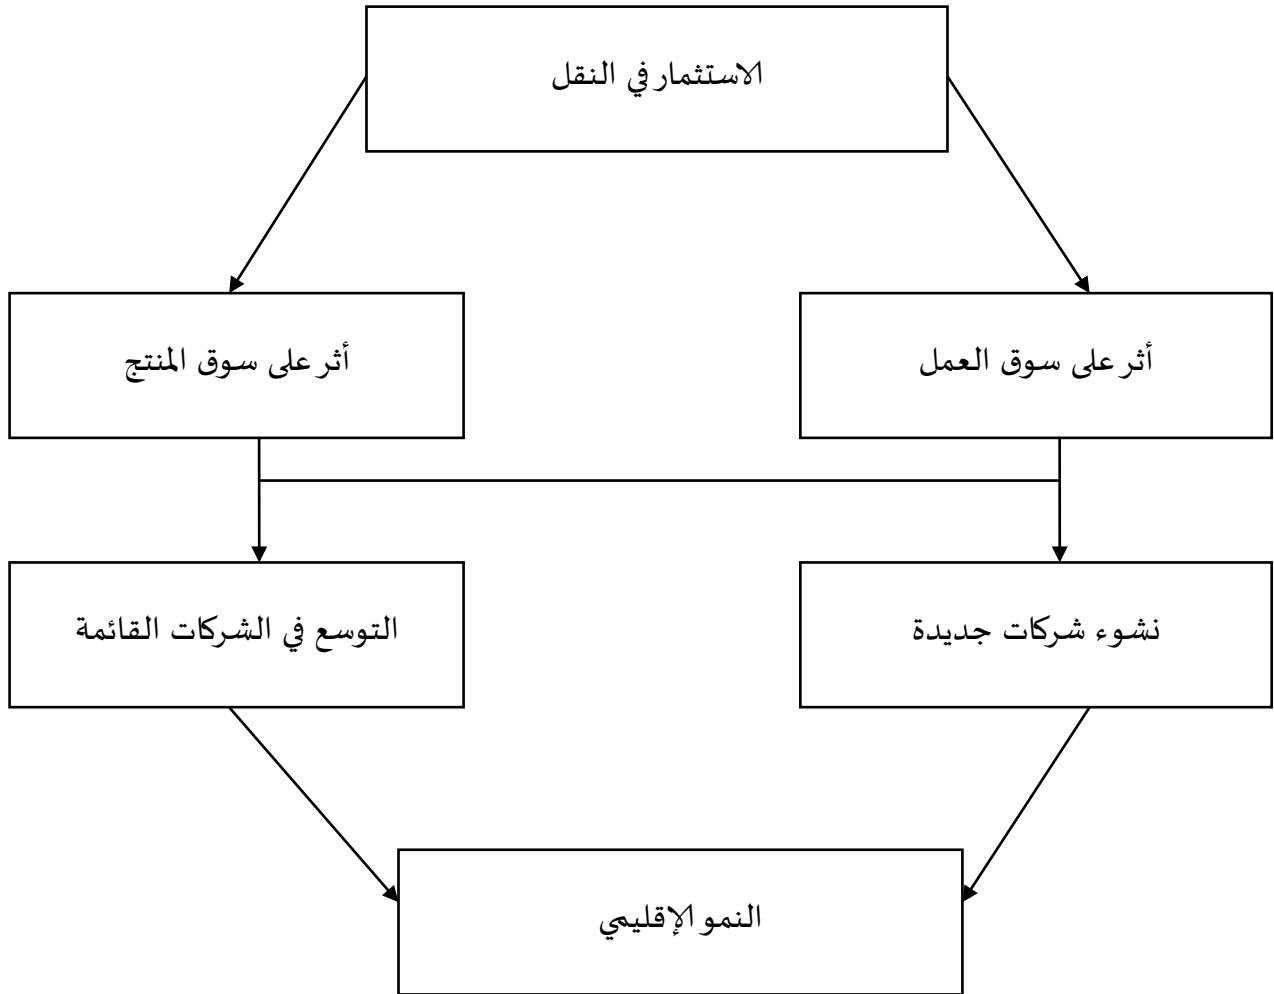 الاستثمار في النقل
أثر على سوق العمل
أثر على سوق المنتج
نشوء شركات جديدة
التوسع في الشركات القائمة
النمو الإقليمي